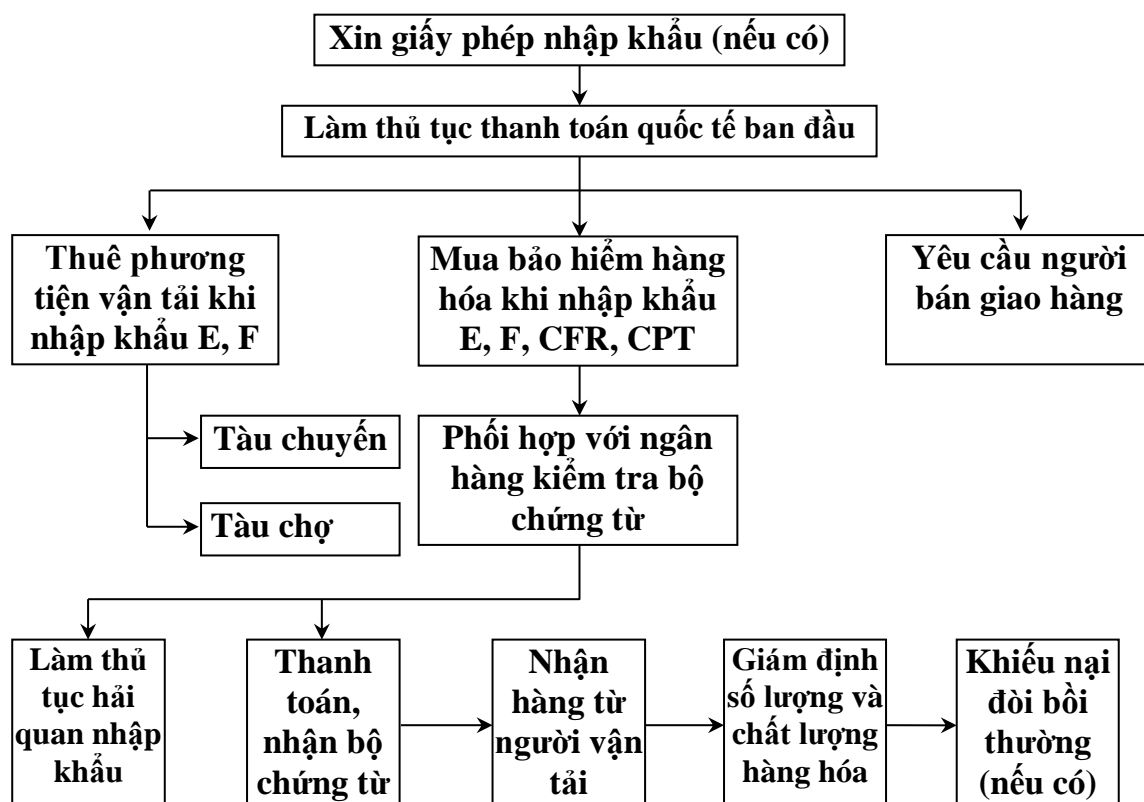 Xin giấy phép nhập khẩu (nếu có)
Làm thủ tục thanh toán quốc tế ban đầu
Thuê phương
tiện vận tải khi
nhập khẩu E, F
Mua bảo hiểm hàng
hóa khi nhập khẩu
E, F, CFR, CPT
Yêu cầu người
bán giao hàng
Tàu chuyến
Tàu chợ
Phối hợp với ngân
hàng kiểm tra bộ
chứng từ
Làm thủ
tục hải
quan nhập
khẩu
Thanh
toán,
nhận bộ
chứng từ
Nhận
hàng từ
người vận
tải
Giám định
số lượng và
chất lượng
hàng hóa
Khiếu nại
đòi bồi
thường
(nếu có)